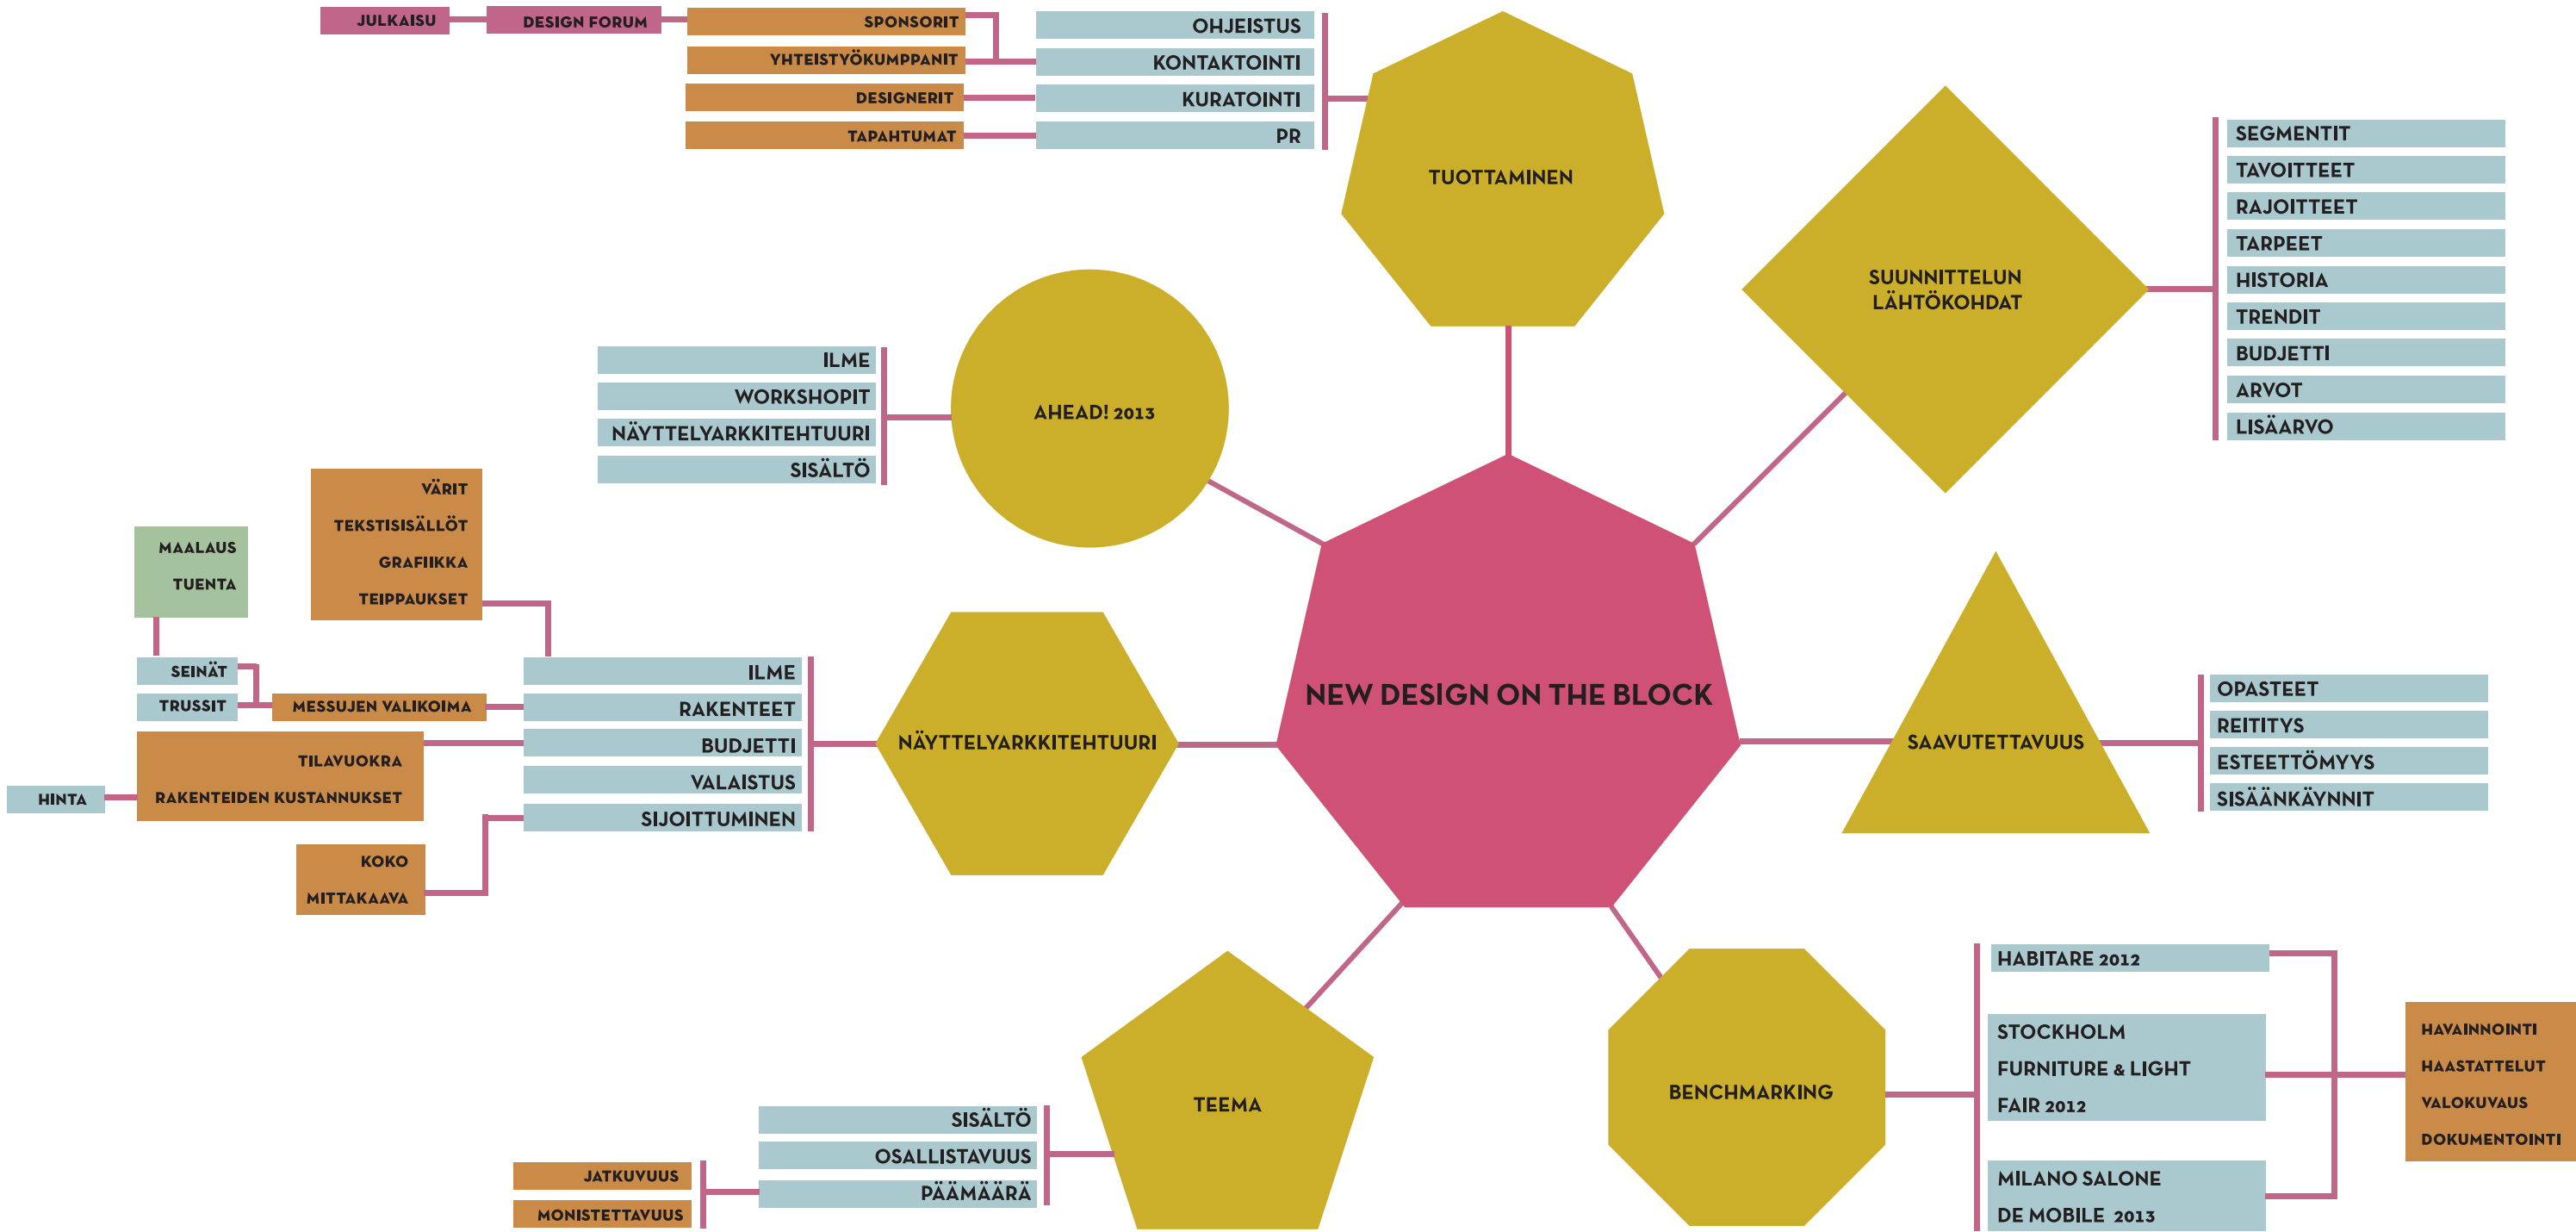 JULKAISU
DESIGN FORUM
SPONSORIT
YHTEISTYÖKUMPPANIT
DESIGNERIT
TAPAHTUMAT
OHJEISTUS
KONTAKTOINTI
KURATOINTI
PR
TUOTTAMINEN
SUUNNITTELUN
LÄHTÖKOHDAT
SEGMENTIT
TAVOITTEET
RAJOITTEET
TARPEET
HISTORIA
TRENDIT
BUDJETTI
ARVOT
LISÄARVO
ILME
WORKSHOPIT
NÄYTTELYARKKITEHTUURI
SISÄLTÖ
AHEAD! 2013
VÄRIT
TEKSTISISÄLLÖT
GRAFIIKKA
TEIPPAUKSET
MAALAUS
TUENTA
SEINÄT
TRUSSIT
MESSUJEN VALIKOIMA
TILAVUOKRA
RAKENTEIDEN KUSTANNUKSET
HINTA
KOKO
MITTAKAAVA
ILME
RAKENTEET
BUDJETTI
VALAISTUS
SIJOITTUMINEN
NÄYTTELYARKKITEHTUURI
NEW DESIGN ON THE BLOCK
SAAVUTETTAVUUS
OPASTEET
REITITYS
ESTEETTÖMYYS
SISÄÄNKÄYNNIT
TEEMA
SISÄLTÖ
OSALLISTAVUUS
PÄÄMÄÄRÄ
JATKUVUUS
MONISTETTAVUUS
BENCHMARKING
HABITARE 2012
STOCKHOLM
FURNITURE & LIGHT
FAIR 2012
MILANO SALONE
DE MOBILE 2013
HAVAINNOINTI
HAASTATTELUT
VALOKUVAUS
DOKUMENTOINTI